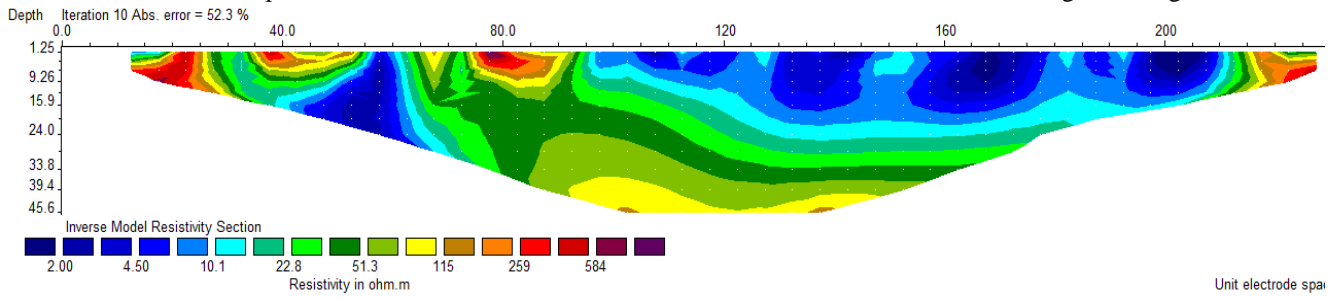 Depth Iteration 10 Abs. error = 52.3 %
0.0 40.0 80.0 120 160 200
1.25
9.26
15.9
24.0
33.8
39.4
45.6
Inverse Model Resistivity Section
2.00 4.50 10.1 22.8 51.3 115 259 584
Resistivity in ohm.m Unit electrode spa